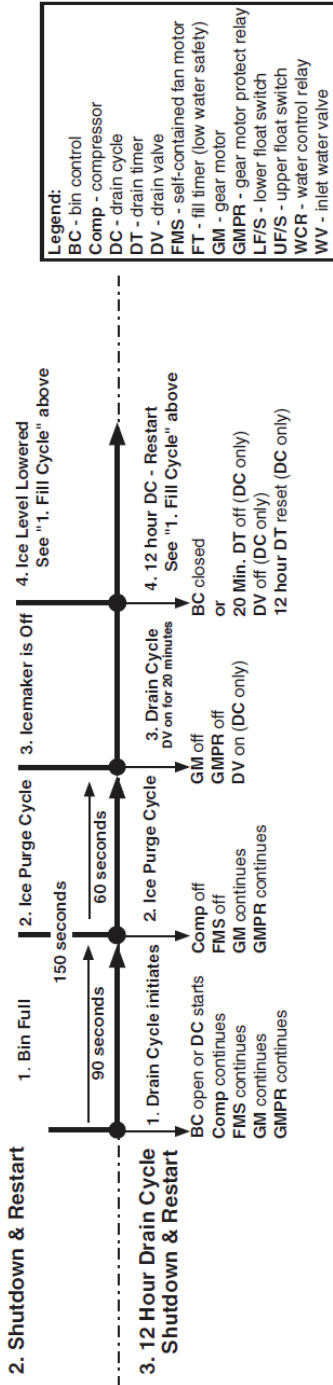 2. Shutdown & Restart
1. Bin Full
2. Ice Purge Cycle
3. Icemaker is Off
4. Ice Level Lowered
See "1. Fill Cycle" above
150 seconds
90 seconds
60 seconds
3. 12 Hour Drain Cycle
Shutdown & Restart
1. Drain Cycle initiates
2. Ice Purge Cycle
3. Drain Cycle
DV on for 20 minutes
4. 12 hour DC - Restart
See "1. Fill Cycle" above
BC open or DC starts
Comp continues
FMS continues
GM continues
GMPR continues
Comp off
FMS off
GM continues
GMPR continues
GM off
GMPR off
DV on (DC only)
BC closed
or
20 Min. DT off (DC only)
DV off (DC only)
12 hour DT reset (DC only)
Legend:
BC - bin control
Comp - compressor
DC - drain cycle
DT - drain timer
DV - drain valve
FMS - self-contained fan motor
FT - fill timer (low water safety)
GM - gear motor
GMPR - gear motor protect relay
LF/S - lower float switch
UF/S - upper float switch
WCR - water control relay
WV - inlet water valve